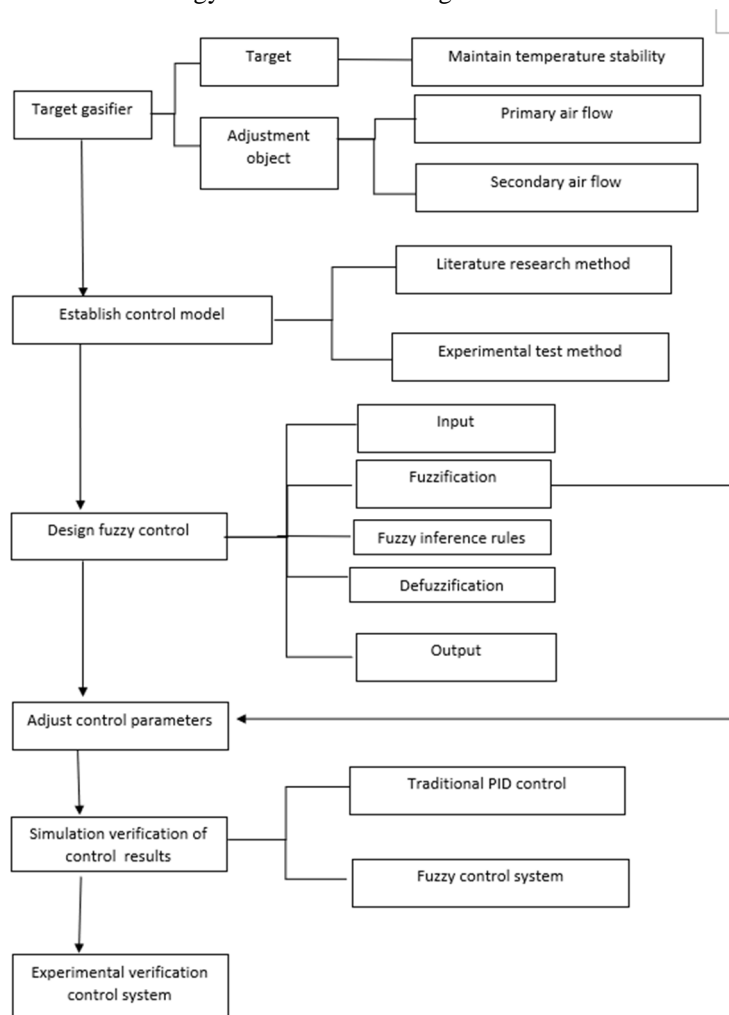 Target
Maintain temperature stability
Target gasifier
Primary air flow
Adjustment
object
Secondary air flow
Literature research method
Establish control model
Experimental test method
Input
Fuzzification
Design fuzzy control
Fuzzy inference rules
Defuzzification
Output
Adjust control parameters
Traditional PID control
Simulation verification of
control results
Fuzzy control system
Experimental verification
control system